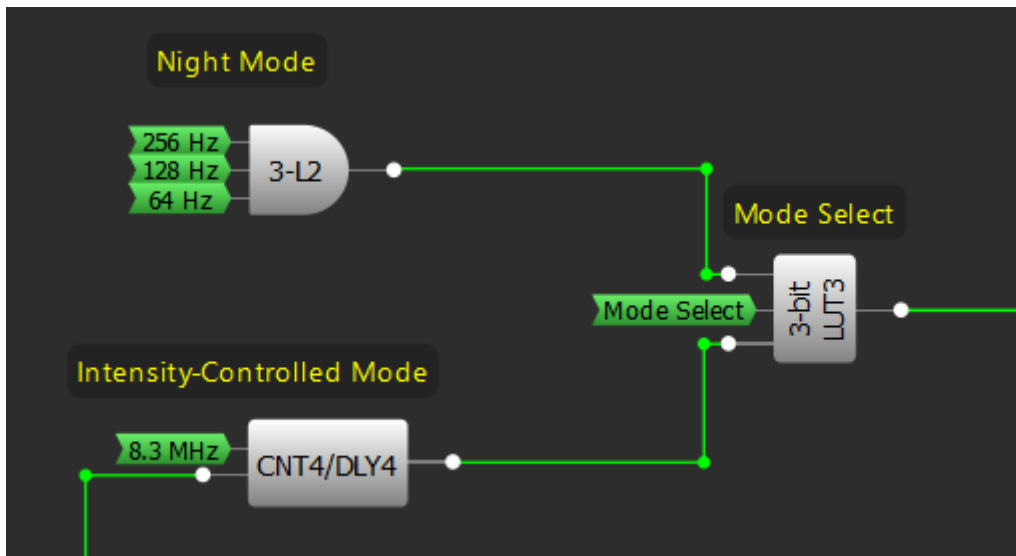 Night Mode
256 Hz
128 Hz
64 Hz
3-L2
Mode Select
Mode Select
3-bit
LUT3
Intensity-Controlled Mode
8.3 MHz
CNT4/DLY4